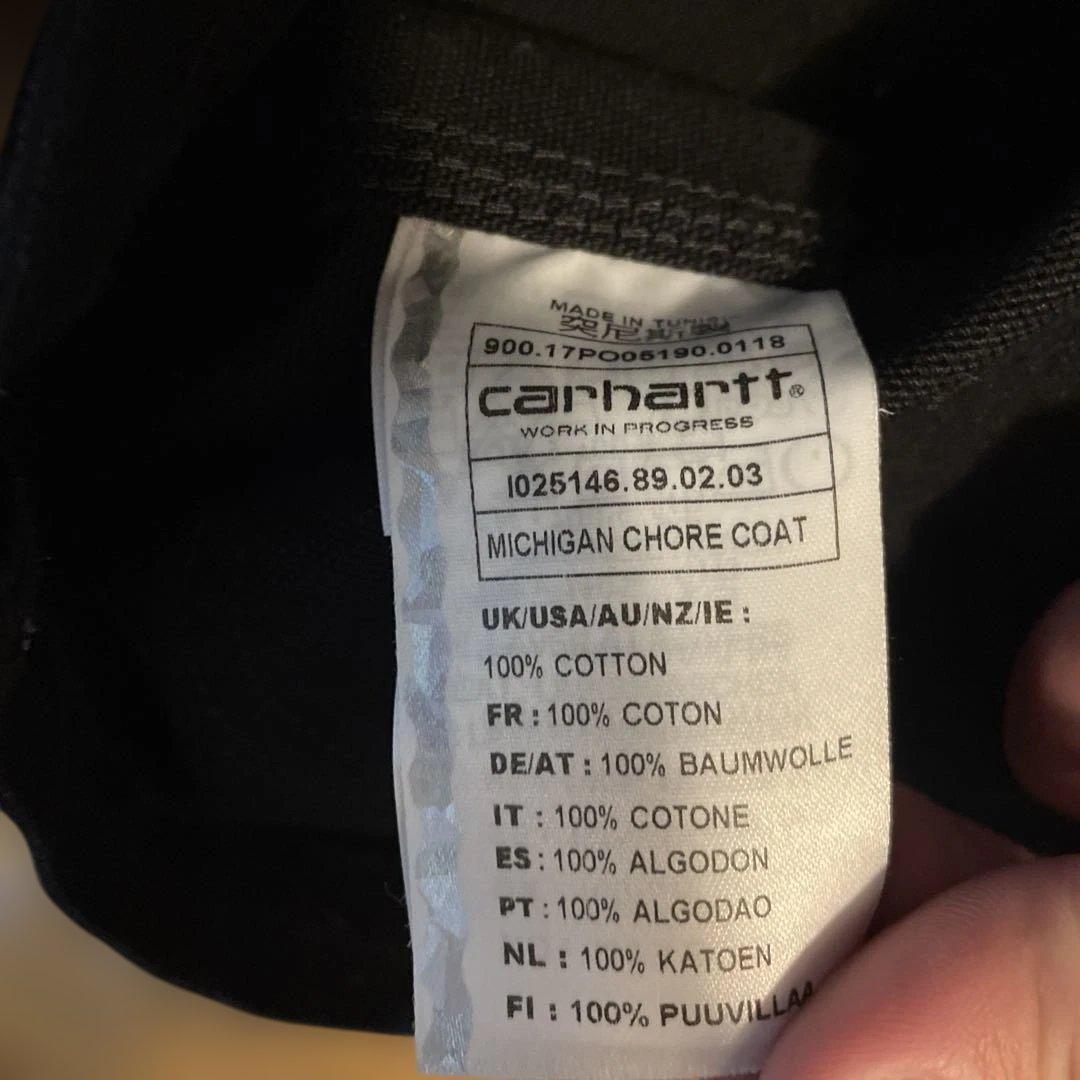 MADE IN TUNISI
突尼斯製
900.17PO05190.0118
carhartt®
WORK IN PROGRESS
I025146.89.02.03
MICHIGAN CHORE COAT
UK/USA/AU/NZ/IE :
100% COTTON
FR : 100% COTON
DE/AT : 100% BAUMWOLLE
IT : 100% COTONE
ES : 100% ALGODON
PT : 100% ALGODAO
NL : 100% KATOEN
FI : 100% PUUVILLAA